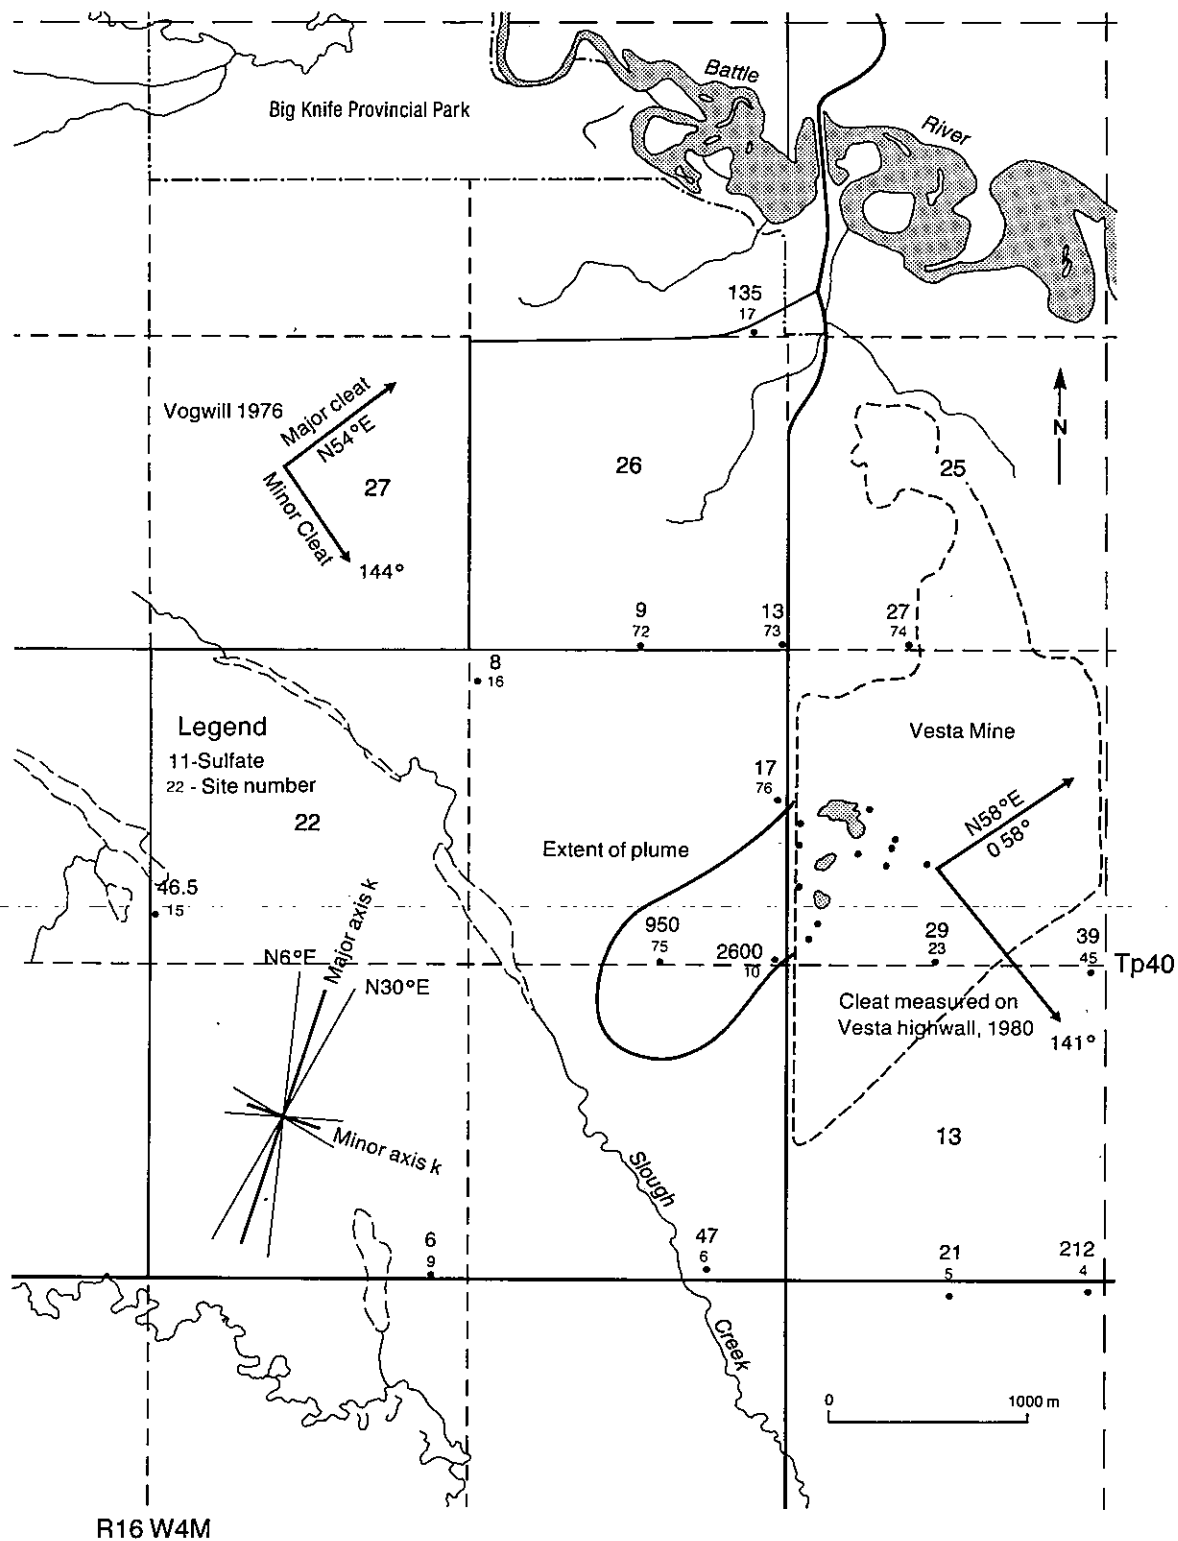 Battle
River
Big Knife Provincial Park
135
17
Vogwill 1976
Major cleat
N54°E
Minor Cleat
144°
27
26
25
N
9
72
13
73
27
74
8
16
Legend
11-Sulfate
22 - Site number
22
Vesta Mine
17
76
N58°E
0.58°
Extent of plume
46.5
15
950
75
2600
10
29
23
39
45
Tp40
N6°E
Major axis k
N30°E
Minor axis k
Cleat measured on
Vesta highwall, 1980
141°
13
Slough
Creek
6
9
47
6
21
5
212
4
0
1000 m
R16 W4M